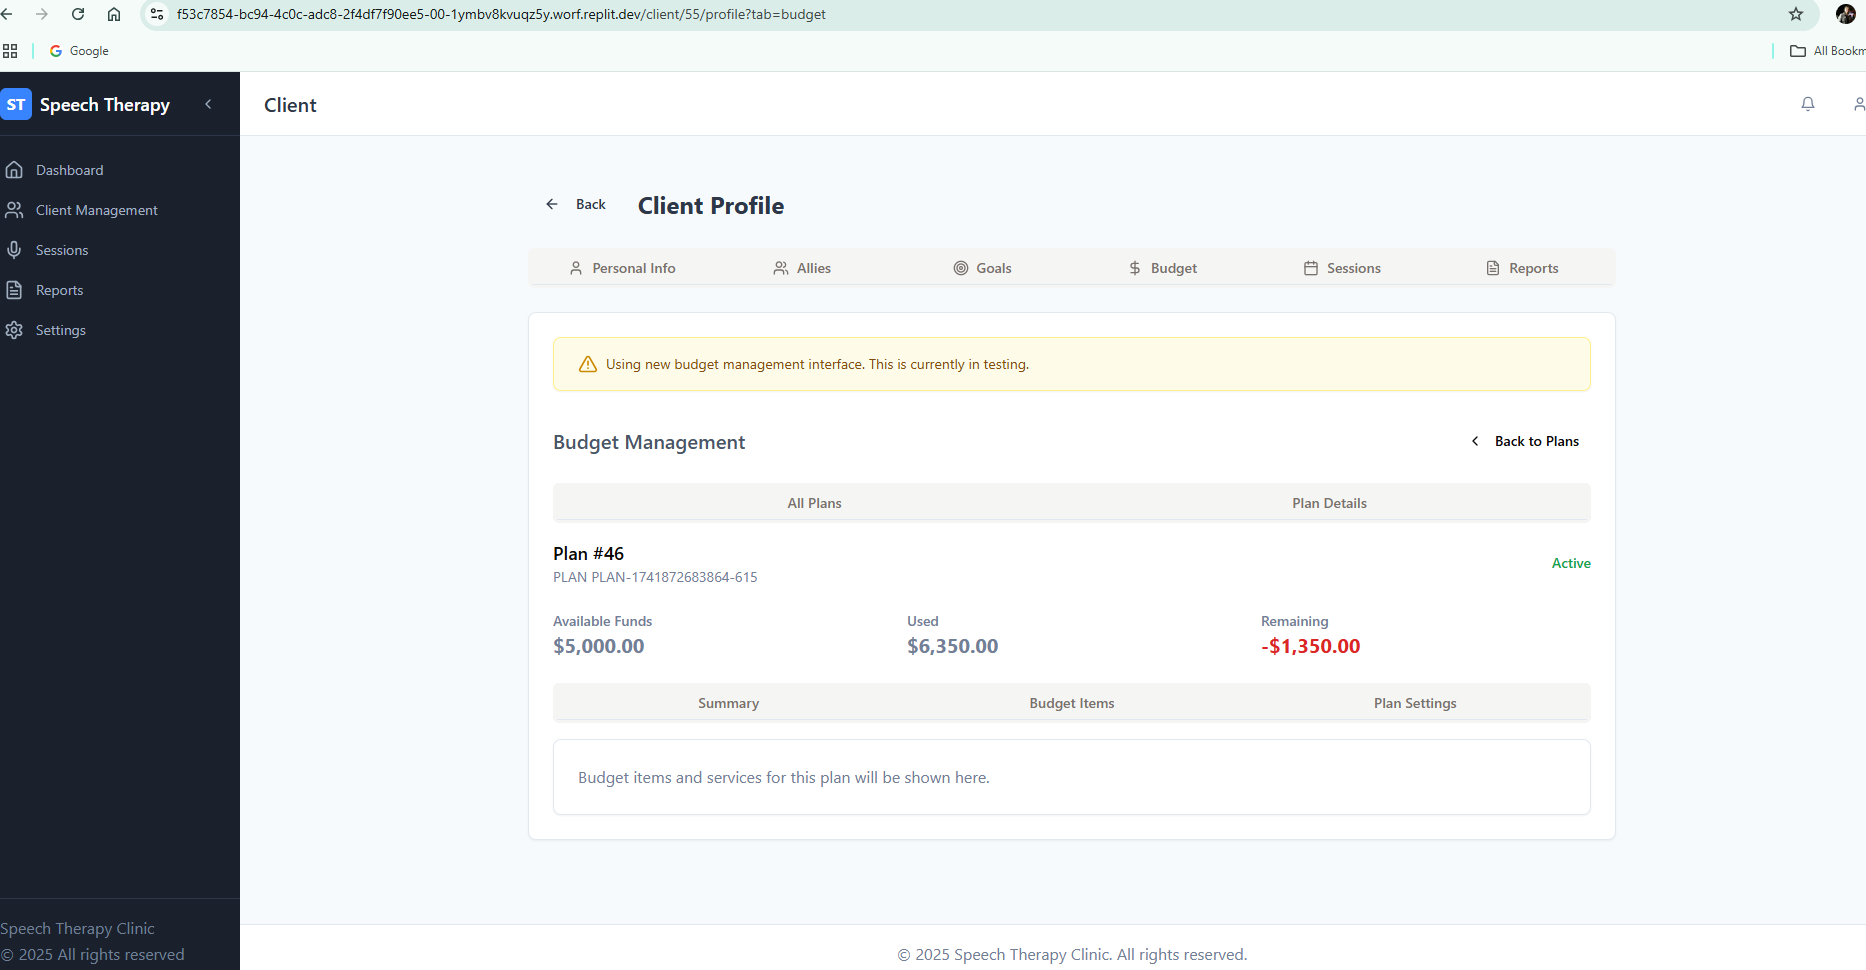 f53c7854-bc94-4c0c-adc8-2f4df7f90ee5-00-1ymbv8kvuqz5y.worf.replit.dev/client/55/profile?tab=budget
Google
All Bookm
ST Speech Therapy
Client
Dashboard
Client Management
Sessions
Reports
Settings
Back
Client Profile
Personal Info
Allies
Goals
Budget
Sessions
Reports
Using new budget management interface. This is currently in testing.
Budget Management
Back to Plans
All Plans
Plan Details
Plan #46
PLAN PLAN-1741872683864-615
Active
Available Funds
$5,000.00
Used
$6,350.00
Remaining
-$1,350.00
Summary
Budget Items
Plan Settings
Budget items and services for this plan will be shown here.
Speech Therapy Clinic
© 2025 All rights reserved
© 2025 Speech Therapy Clinic. All rights reserved.